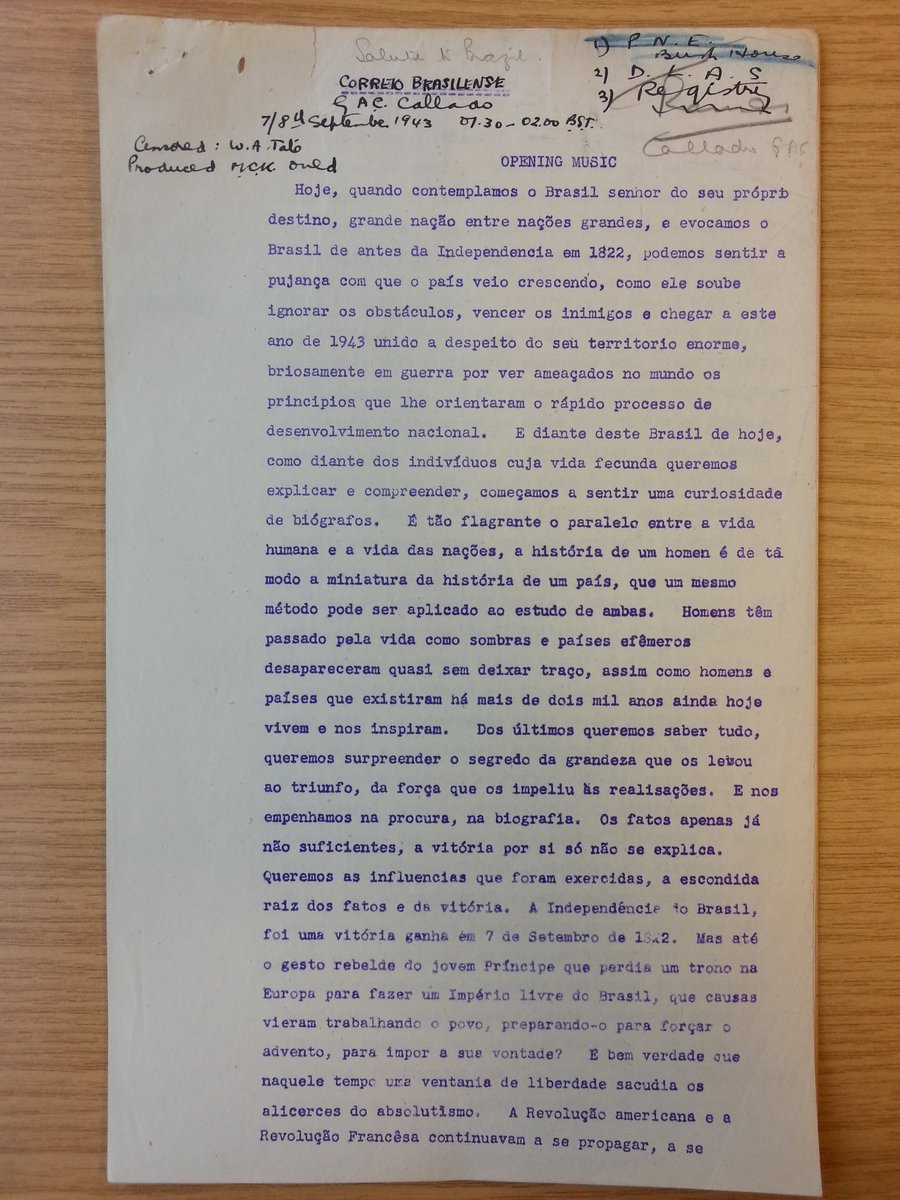 Salute to Brazil.
CORREIO BRASILENSE
G AC. Callado
7/8th September 1943 01.30-02.00 BST.
1) P. N. E. Bush House
2) D. L. A. S
3) Registry
Callado
Censored: W.A. Tate
Produced
OPENING MUSIC
Hoje, quando contemplamos o Brasil senhor do seu próprio
destino, grande nação entre nações grandes, e evocamos o
Brasil de antes da Independencia em 1822, podemos sentir a
pujança com que o país veio crescendo, como ele soube
ignorar os obstáculos, vencer os inimigos e chegar a este
ano de 1943 unido a despeito do seu territorio enorme,
briosamente em guerra por ver ameaçados no mundo os
principios que lhe orientaram o rápido processo de
desenvolvimento nacional. E diante deste Brasil de hoje,
como diante dos indivíduos cuja vida fecunda queremos
explicar e compreender, começamos a sentir uma curiosidade
de biógrafos. É tão flagrante o paralelo entre a vida
humana e a vida das nações, a história de um homen é de tã
modo a miniatura da história de um país, que um mesmo
método pode ser aplicado ao estudo de ambas. Homens têm
passado pela vida como sombras e países efêmeros
desapareceram quasi sem deixar traço, assim como homens e
países que existiram há mais de dois mil anos ainda hoje
vivem e nos inspiram. Dos últimos queremos saber tudo,
queremos surpreender o segredo da grandeza que os levou
ao triunfo, da força que os impeliu às realisações. E nos
empenhamos na procura, na biografia. Os fatos apenas já
não suficientes, a vitória por si só não se explica.
Queremos as influencias que foram exercidas, a escondida
raiz dos fatos e da vitória. A Independência do Brasil,
foi uma vitória ganha em 7 de Setembro de 1822. Mas até
o gesto rebelde do jovem Príncipe que perdia um trono na
Europa para fazer um Império livre do Brasil, que causas
vieram trabalhando o povo, preparando-o para forçar o
advento, para impor a sua vontade? É bem verdade que
naquele tempo uma ventania de liberdade sacudia os
alicerces do absolutismo. A Revolução americana e a
Revolução Francêsa continuavam a se propagar, a se